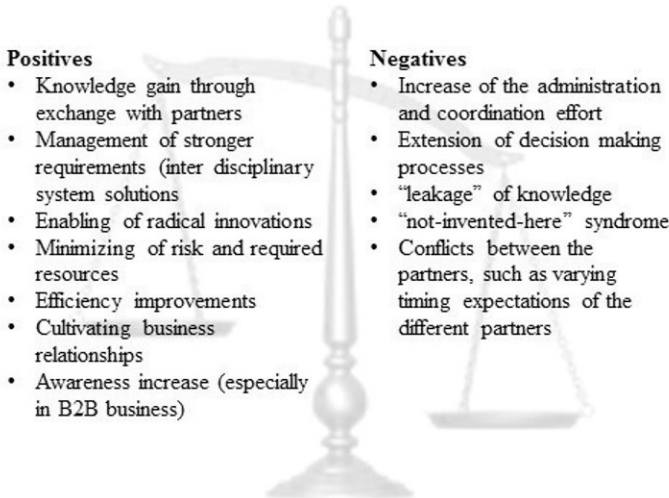 Positives
• Knowledge gain through
exchange with partners
• Management of stronger
requirements (inter disciplinary
system solutions
• Enabling of radical innovations
• Minimizing of risk and required
resources
• Efficiency improvements
• Cultivating business
relationships
• Awareness increase (especially
in B2B business)
Negatives
• Increase of the administration
and coordination effort
• Extension of decision making
processes
• “leakage” of knowledge
• “not-invented-here” syndrome
• Conflicts between the
partners, such as varying
timing expectations of the
different partners